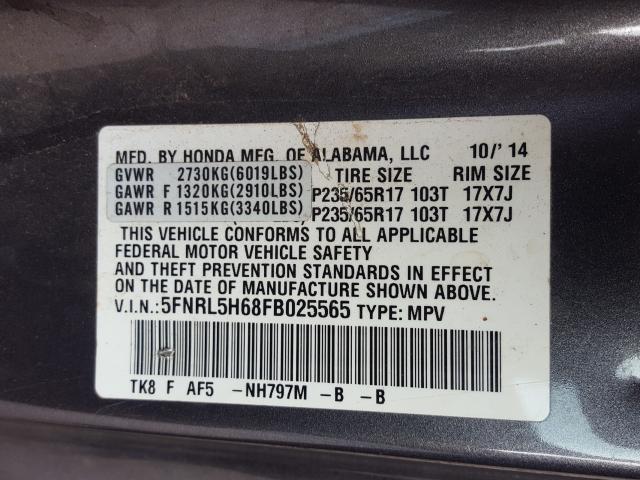 MFD. BY HONDA MFG. OF ALABAMA, LLC 10/'14
GVWR 2730KG(6019LBS) TIRE SIZE RIM SIZE
GAWR F 1320KG(2910LBS) P235/65R17 103T 17X7J
GAWR R 1515KG(3340LBS) P235/65R17 103T 17X7J
THIS VEHICLE CONFORMS TO ALL APPLICABLE
FEDERAL MOTOR VEHICLE SAFETY
AND THEFT PREVENTION STANDARDS IN EFFECT
ON THE DATE OF MANUFACTURE SHOWN ABOVE.
V.I.N.: 5FNRL5H68FB025565 TYPE: MPV
TK8 F AF5 -NH797M -B -B